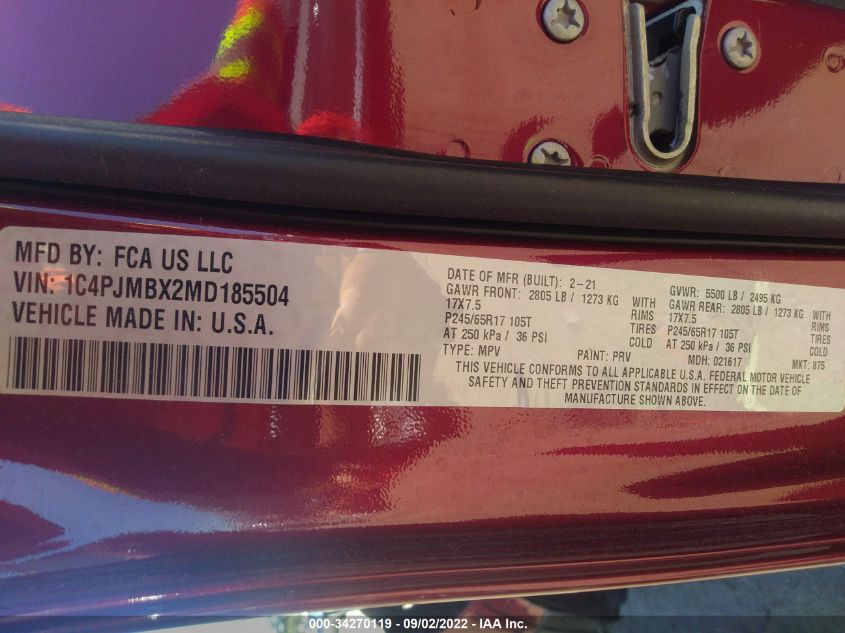 MFD BY: FCA US LLC
VIN: 1C4PJMBX2MD185504
VEHICLE MADE IN: U.S.A.
DATE OF MFR (BUILT): 2-21 GVWR: 5500 LB / 2495 KG
GAWR FRONT: 2805 LB / 1273 KG WITH GAWR REAR: 2805 LB / 1273 KG WITH
17X7.5 RIMS 17X7.5 RIMS
P245/65R17 105T TIRES P245/65R17 105T TIRES
AT 250 kPa / 36 PSI COLD AT 250 kPa / 36 PSI COLD
TYPE: MPV PAINT: PRV MDH: 021617 MKT: 875
THIS VEHICLE CONFORMS TO ALL APPLICABLE U.S.A. FEDERAL MOTOR VEHICLE
SAFETY AND THEFT PREVENTION STANDARDS IN EFFECT ON THE DATE OF
MANUFACTURE SHOWN ABOVE.
000-34270119 - 09/02/2022 - IAA Inc.